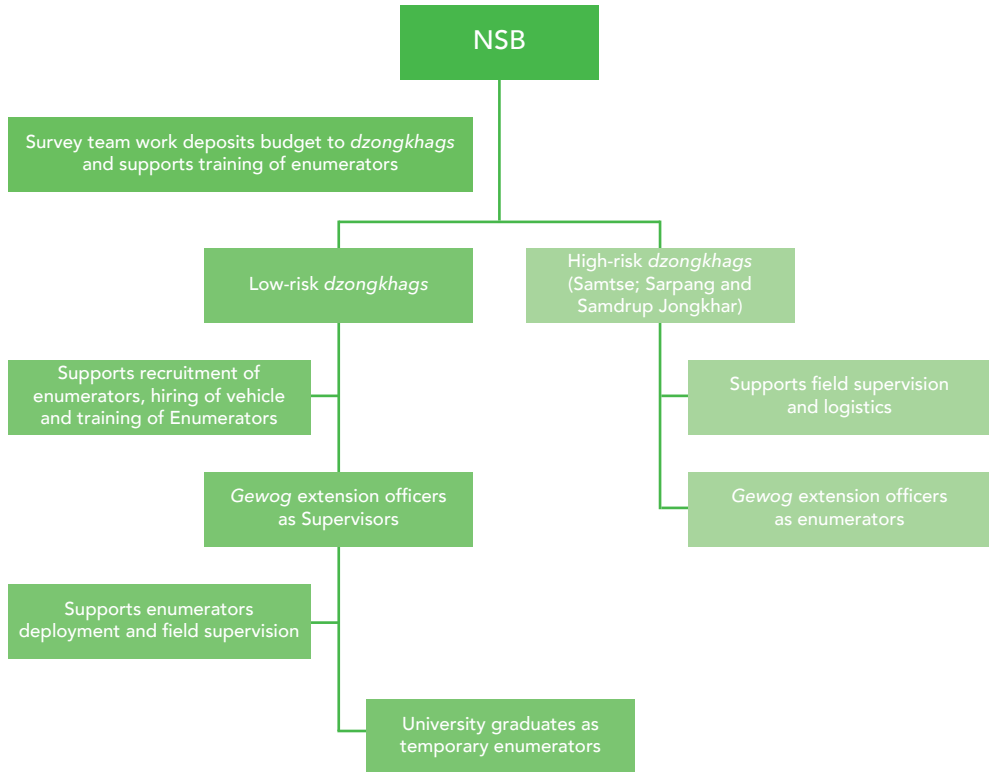 NSB
Survey team work deposits budget to dzongkhags
and supports training of enumerators
Low-risk dzongkhags
High-risk dzongkhags
(Samtse; Sarpang and
Samdrup Jongkhar)
Supports recruitment of
enumerators, hiring of vehicle
and training of Enumerators
Supports field supervision
and logistics
Gewog extension officers
as Supervisors
Gewog extension officers
as enumerators
Supports enumerators
deployment and field supervision
University graduates as
temporary enumerators